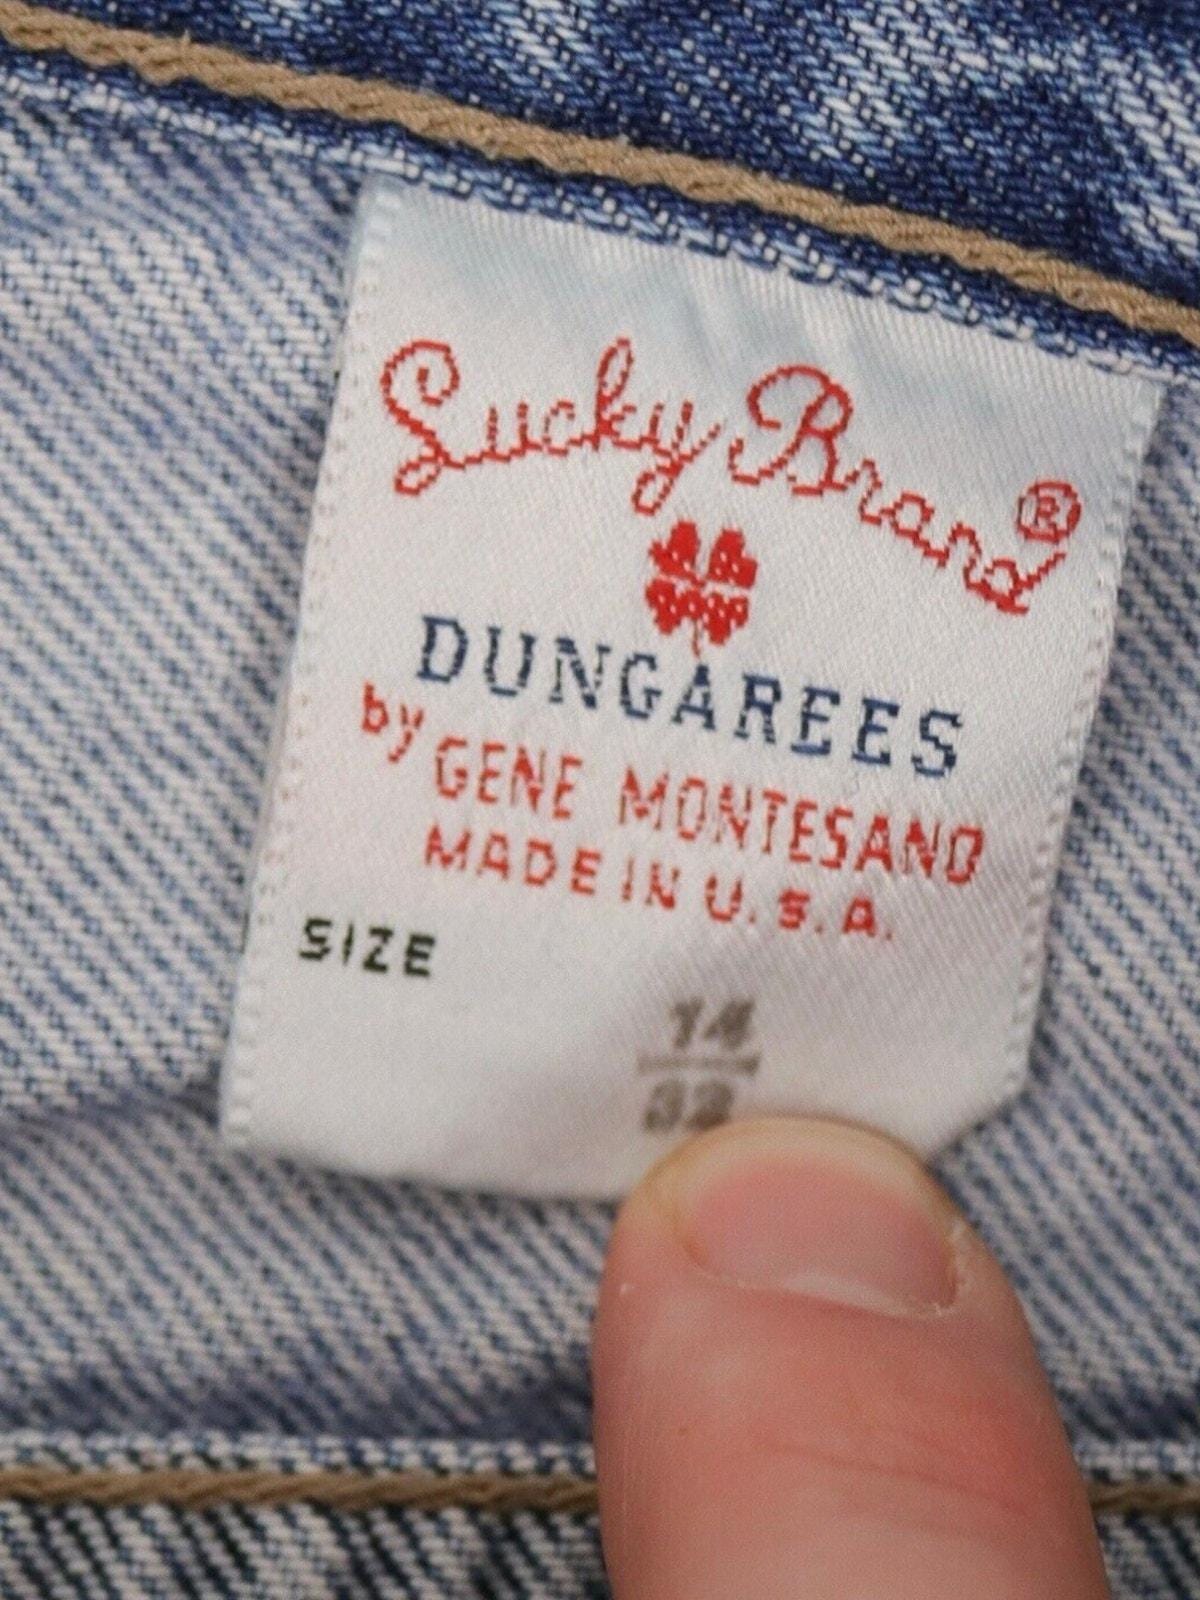 Lucky Brand®
DUNGAREES
by GENE MONTESANO
MADE IN U.S.A.
SIZE
14
32